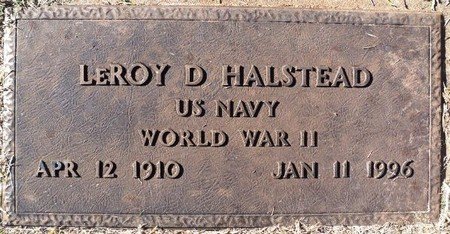 LeROY D HALSTEAD
US NAVY
WORLD WAR II
APR 12 1910 JAN 11 1996